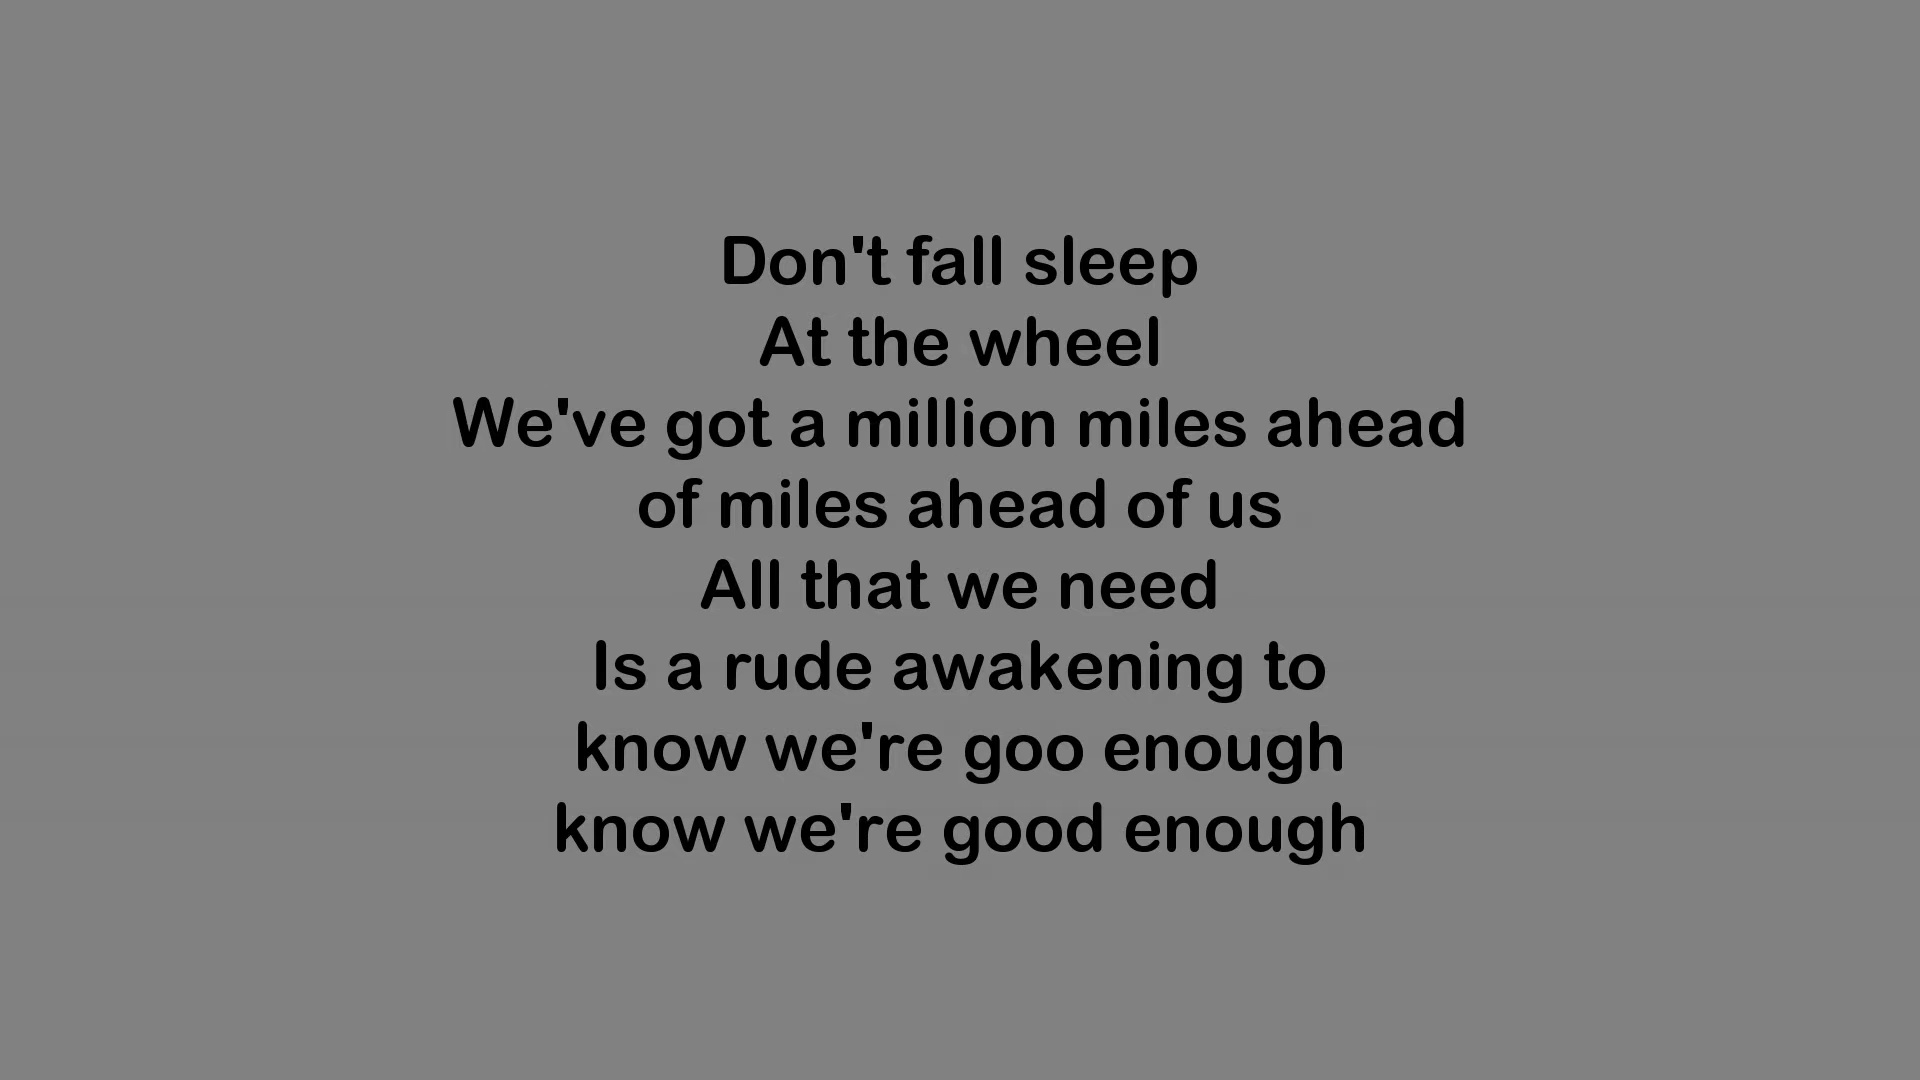 Don't fall sleep
At the wheel
We've got a million miles ahead
of miles ahead of us
All that we need
Is a rude awakening to
know we're goo enough
know we're good enough